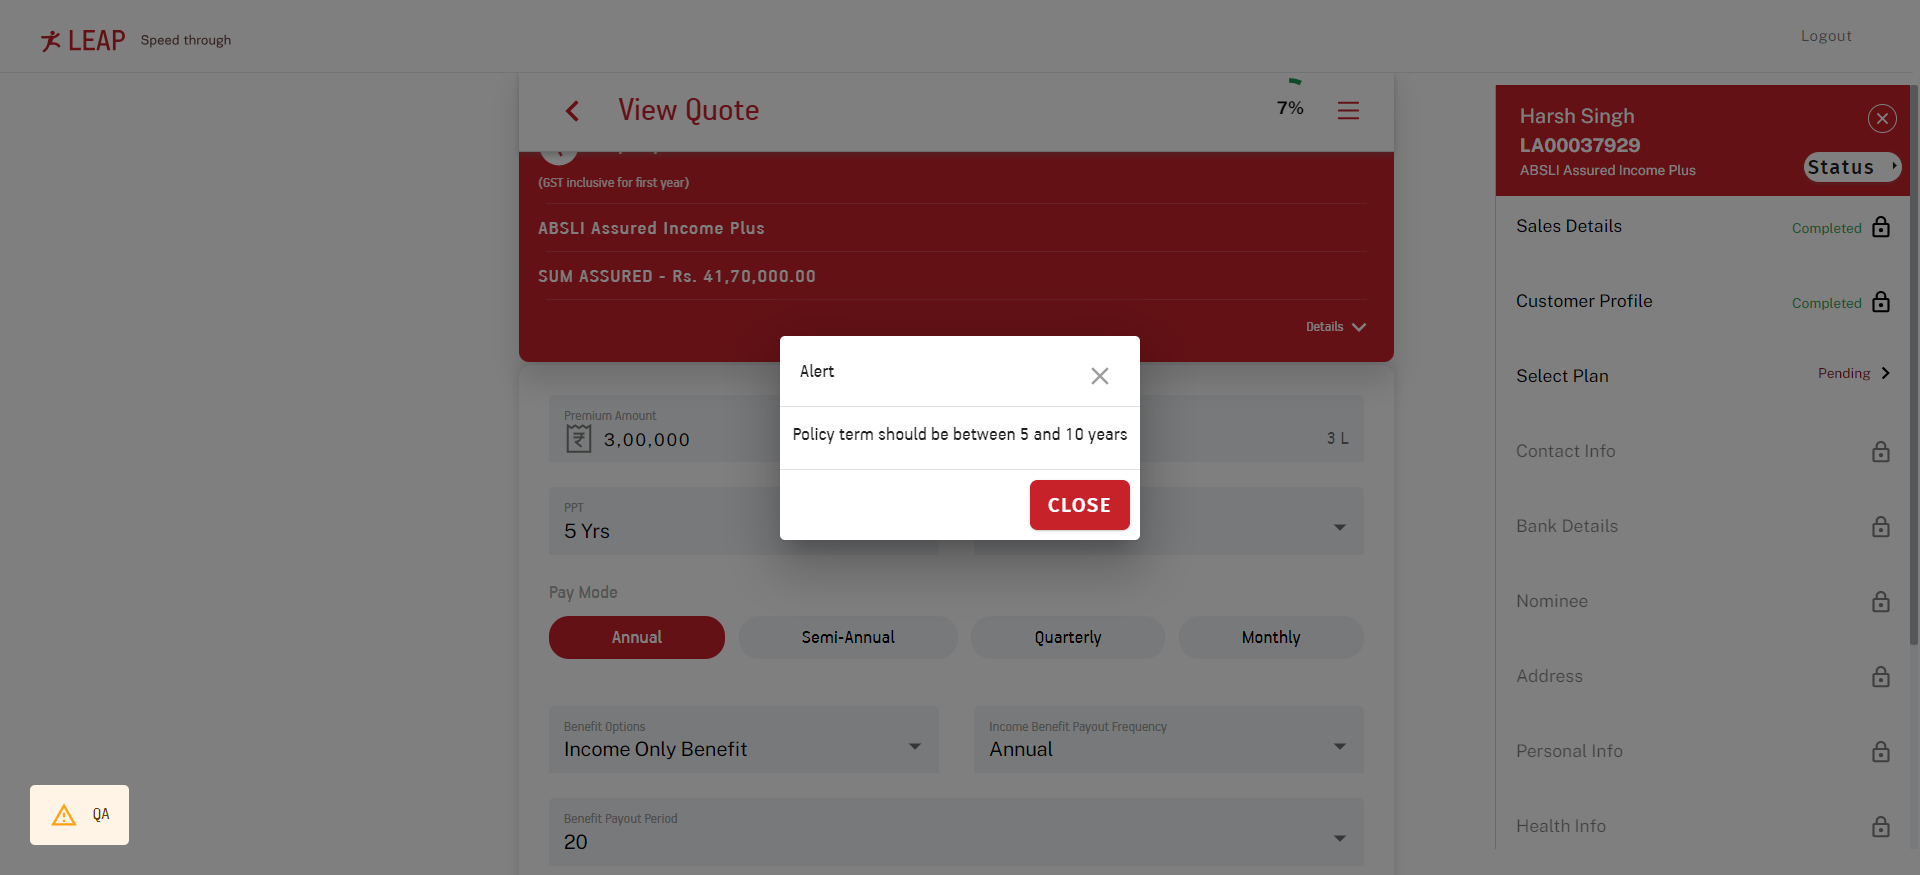 LEAP Speed through
Logout
View Quote
7%
(GST inclusive for first year)
ABSLI Assured Income Plus
SUM ASSURED - Rs. 41,70,000.00
Details
Alert
Policy term should be between 5 and 10 years
CLOSE
Premium Amount
3,00,000
3 L
PPT
5 Yrs
Pay Mode
Annual
Semi-Annual
Quarterly
Monthly
Benefit Options
Income Only Benefit
Income Benefit Payout Frequency
Annual
Benefit Payout Period
20
Harsh Singh
LA00037929
ABSLI Assured Income Plus
Status
Sales Details
Completed
Customer Profile
Completed
Select Plan
Pending
Contact Info
Bank Details
Nominee
Address
Personal Info
Health Info
QA